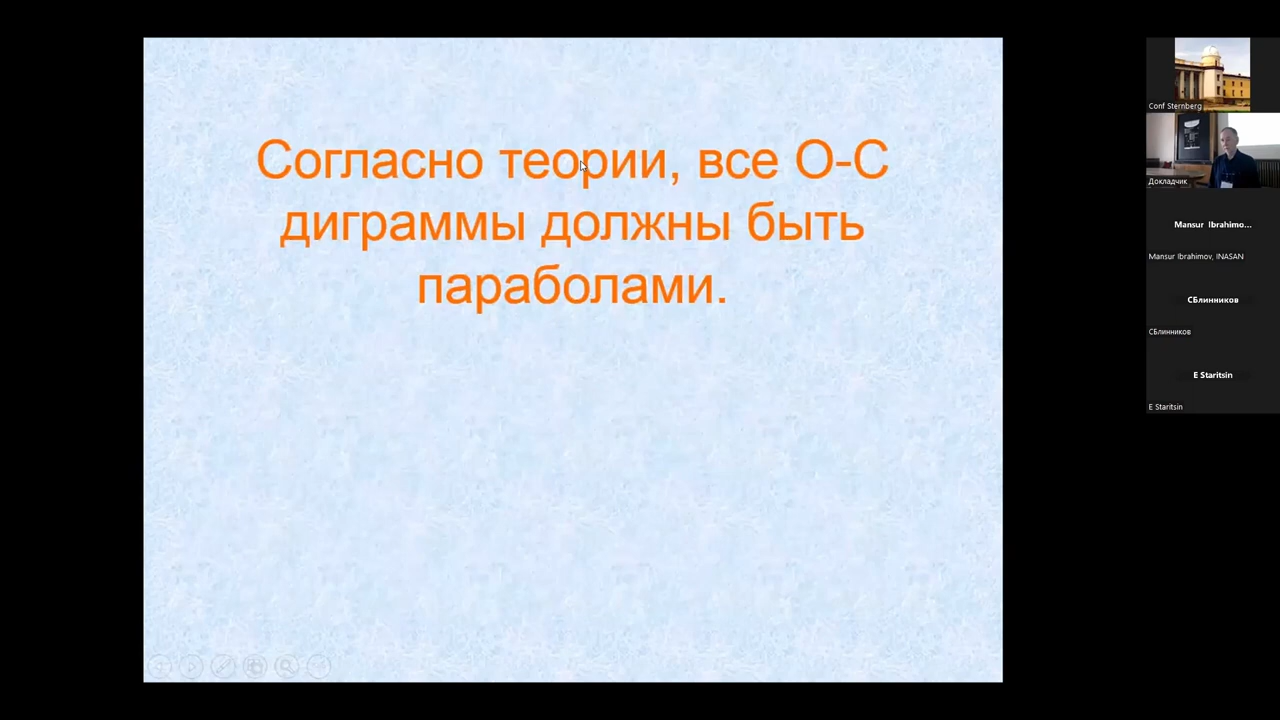 Согласно теории, все О-С
диграммы должны быть
параболами.
Conf Sternberg
Докладчик
Mansur Ibrahimo...
Mansur Ibrahimov, INASAN
СБлинников
СБлинников
E Staritsin
E Staritsin